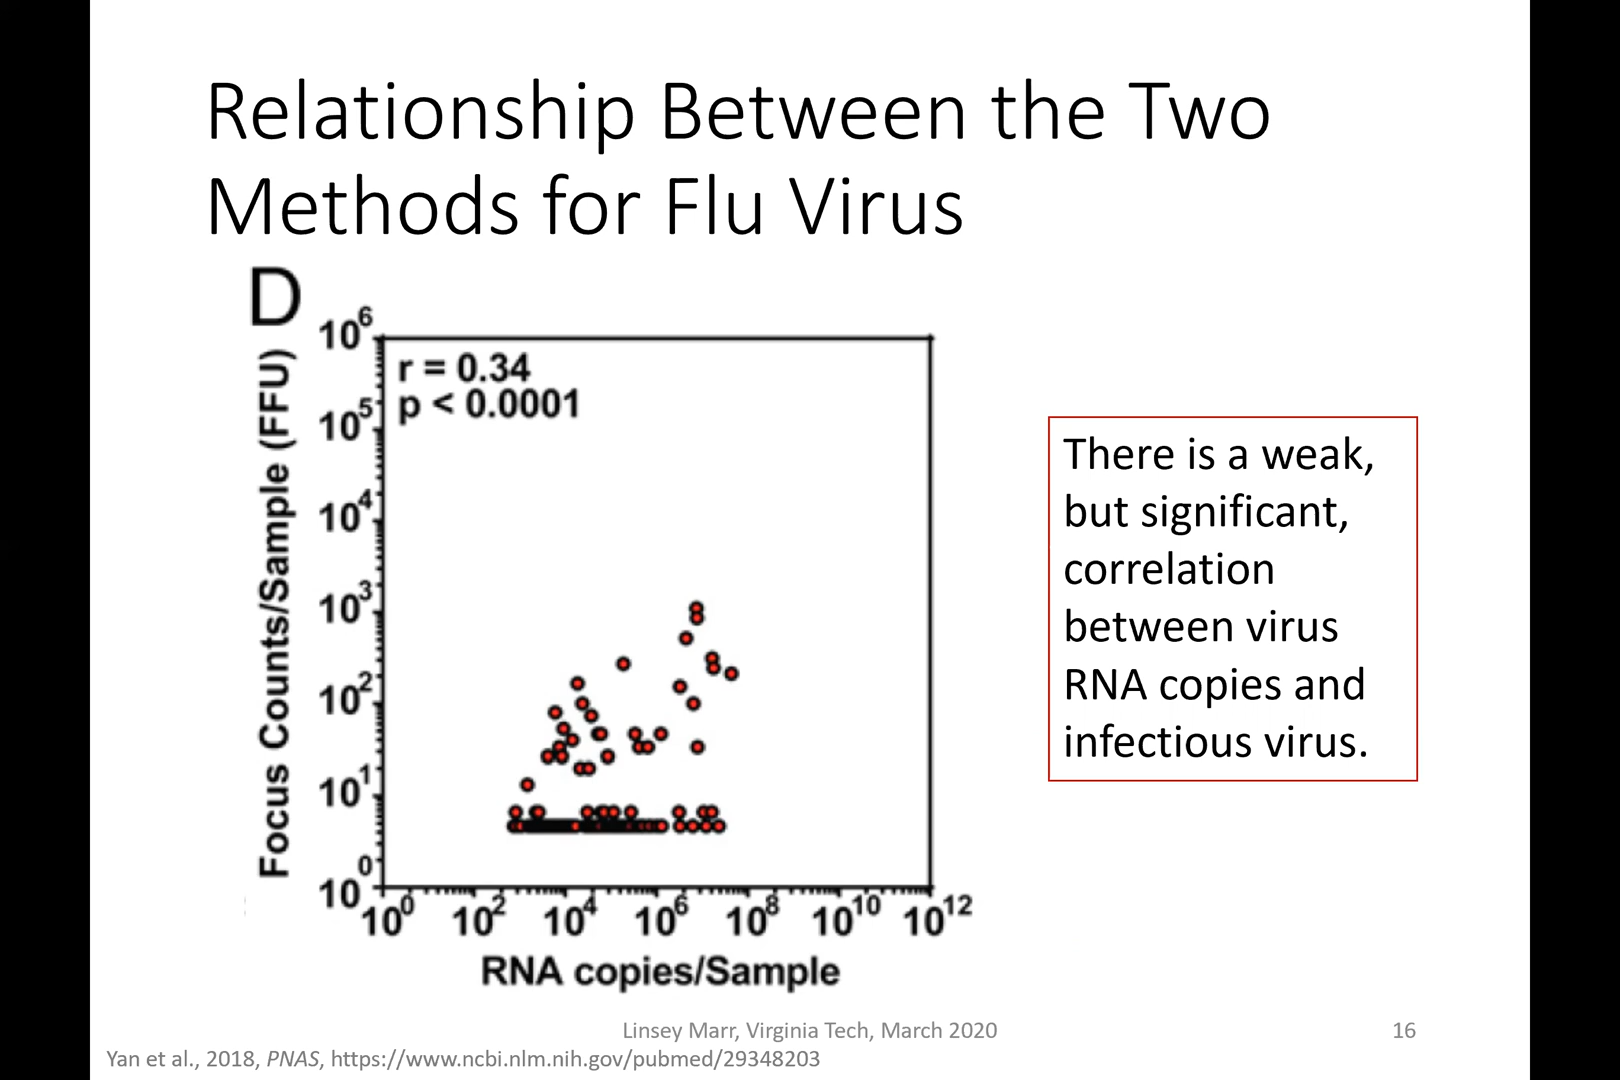 Relationship Between the Two
Methods for Flu Virus
D
r = 0.34
p < 0.0001
10⁶
10⁵
10⁴
10³
10²
10¹
10⁰
Focus Counts/Sample (FFU)
10⁰ 10² 10⁴ 10⁶ 10⁸ 10¹⁰ 10¹²
RNA copies/Sample
There is a weak,
but significant,
correlation
between virus
RNA copies and
infectious virus.
Linsey Marr, Virginia Tech, March 2020
16
Yan et al., 2018, PNAS, https://www.ncbi.nlm.nih.gov/pubmed/29348203